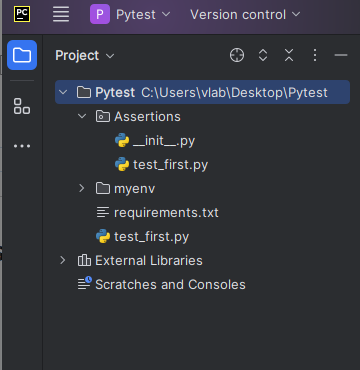 PC P Pytest Version control
Project
Pytest C:\Users\vlab\Desktop\Pytest
Assertions
__init__.py
test_first.py
myenv
requirements.txt
test_first.py
External Libraries
Scratches and Consoles